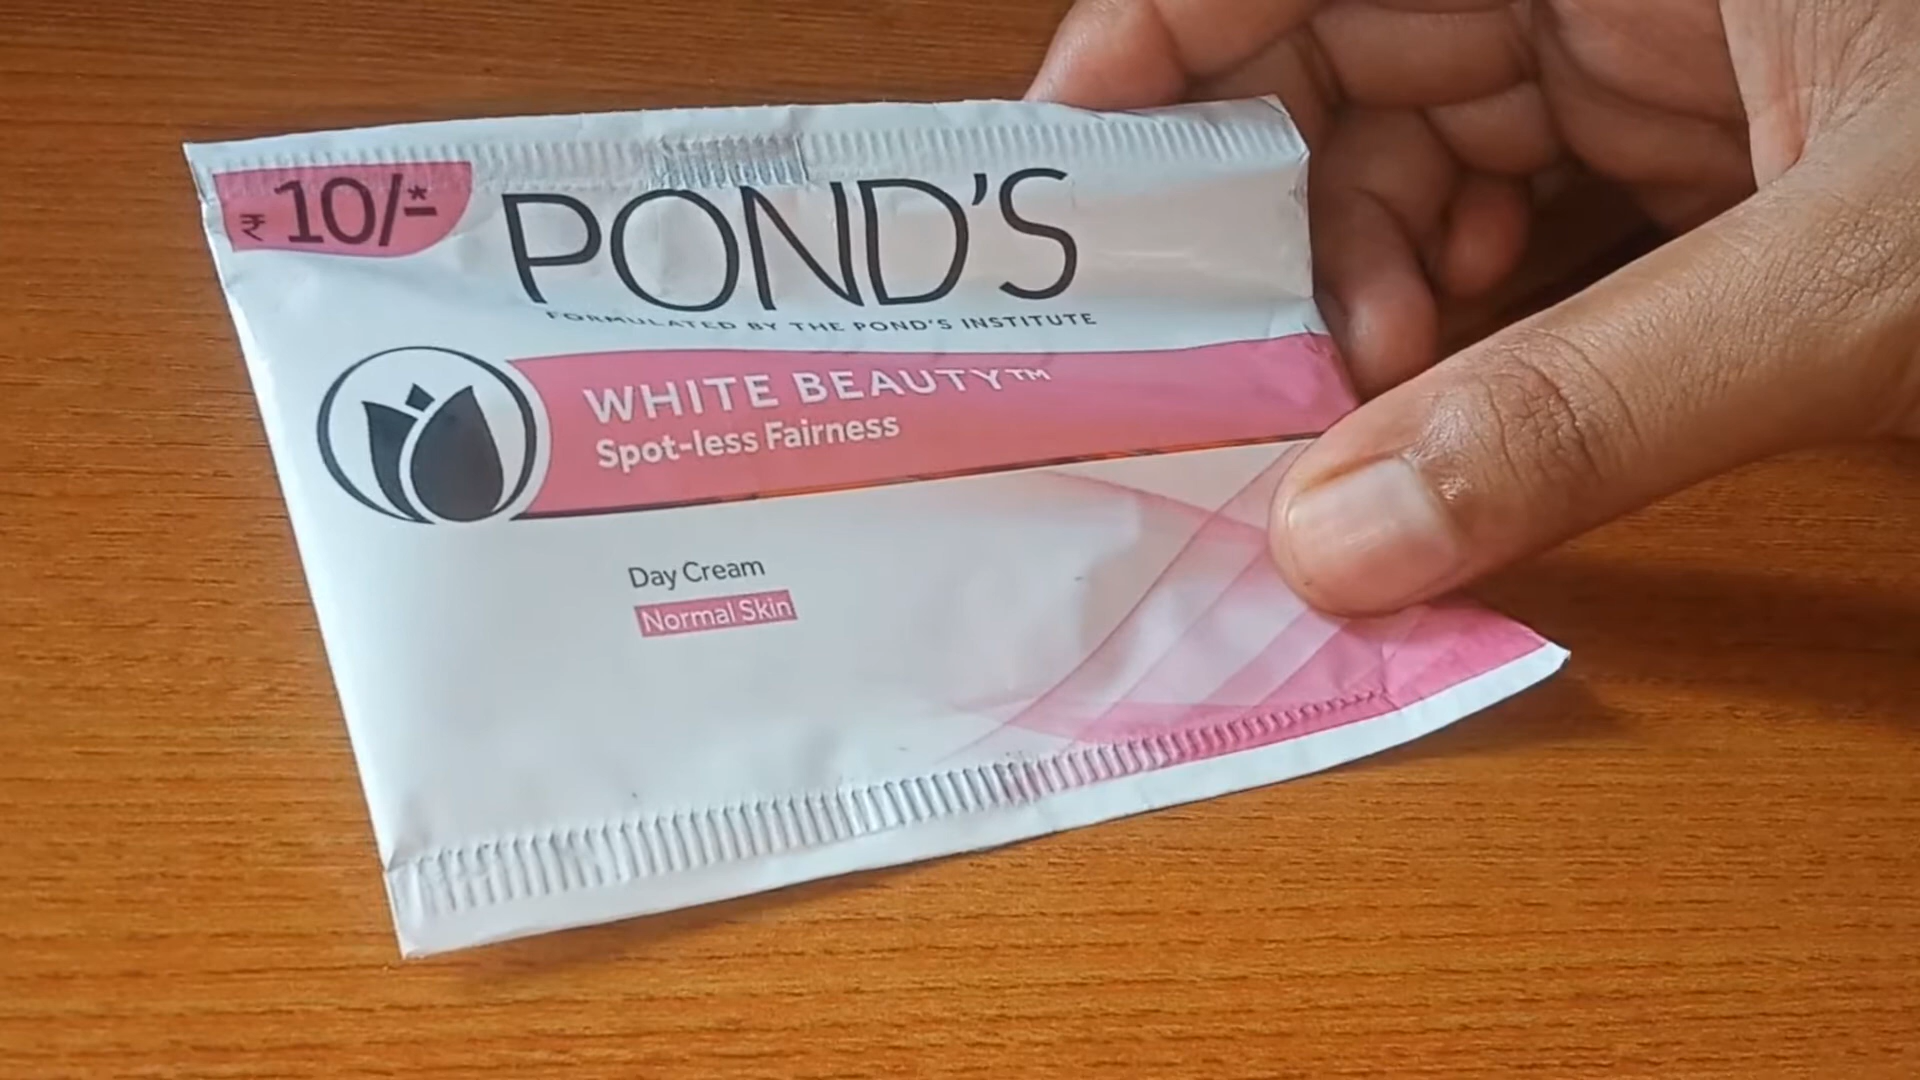 ₹ 10/-*
POND'S
FORMULATED BY THE POND'S INSTITUTE
WHITE BEAUTY™
Spot-less Fairness
Day Cream
Normal Skin